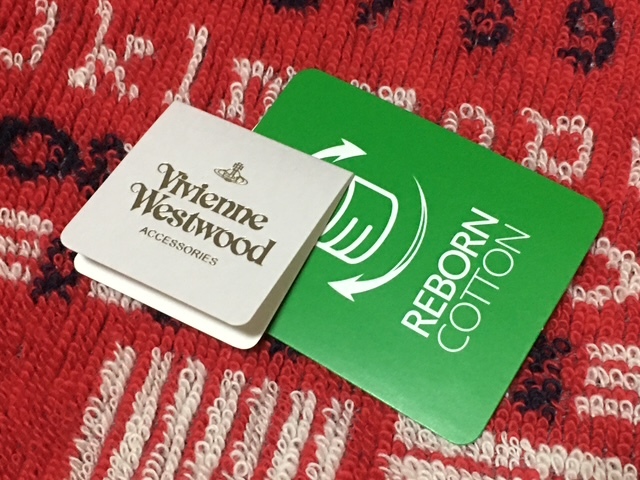 Vivienne
Westwood
ACCESSORIES
REBORN
COTTON